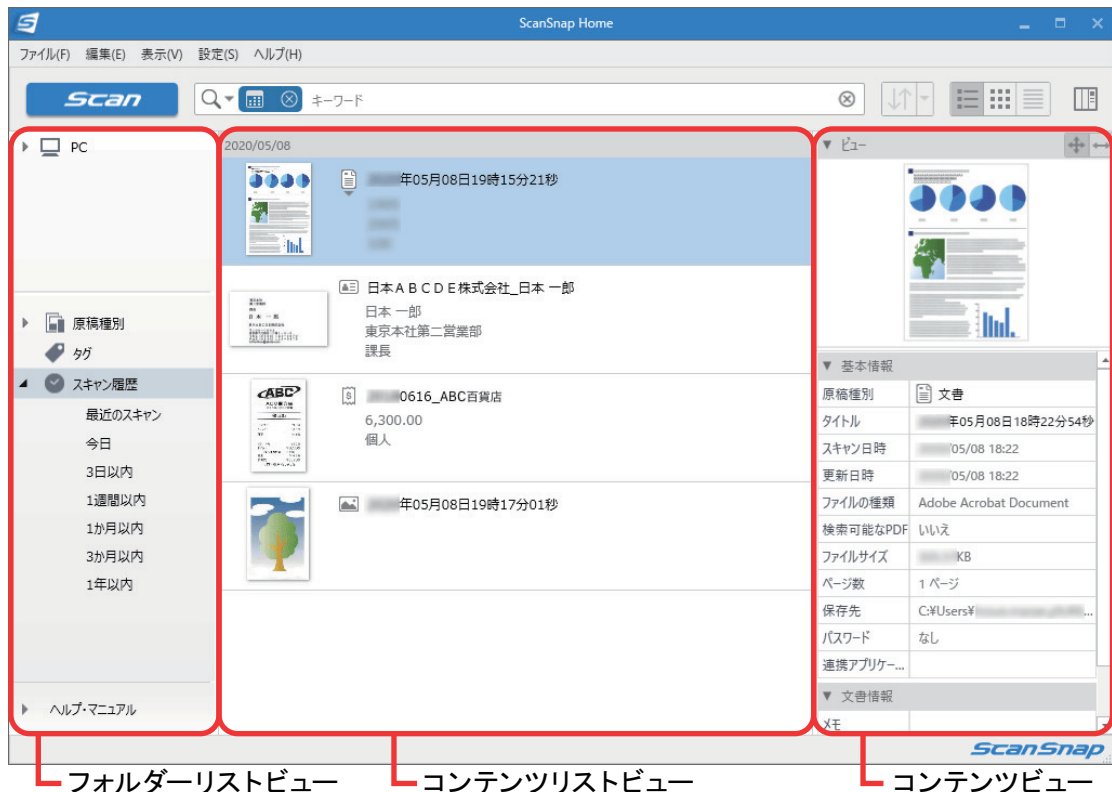 ScanSnap Home
ファイル(F) 編集(E) 表示(V) 設定(S) ヘルプ(H)
Scan
キーワード
PC
原稿種別
タグ
スキャン履歴
最近のスキャン
今日
3日以内
1週間以内
1か月以内
3か月以内
1年以内
ヘルプ・マニュアル
2020/05/08
年05月08日19時15分21秒
日本ＡＢＣＤＥ株式会社_日本 一郎
日本 一郎
東京本社第二営業部
課長
ABC
0616_ABC百貨店
6,300.00
個人
年05月08日19時17分01秒
ビュー
基本情報
原稿種別 文書
タイトル 年05月08日18時22分54秒
スキャン日時 /05/08 18:22
更新日時 /05/08 18:22
ファイルの種類 Adobe Acrobat Document
検索可能なPDF いいえ
ファイルサイズ KB
ページ数 1 ページ
保存先 C:¥Users¥ ...
パスワード なし
連携アプリケー...
文書情報
メモ
ScanSnap
フォルダーリストビュー
コンテンツリストビュー
コンテンツビュー